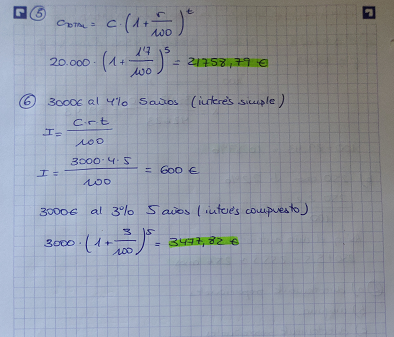 ⑤ C_TOTAL = C · (1 + r/100)^t
20.000 · (1 + 1'7/100)^5 = 21758,79 €
⑥ 3000€ al 4% 5 años (interés simple)
I = C·r·t/100
I = 3000·4·5/100 = 600 €
3000€ al 3% 5 años (interés compuesto)
3000 · (1 + 3/100)^5 = 3477,82 €